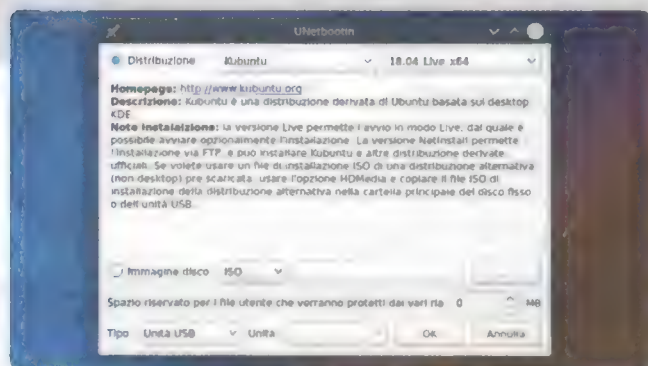 UNetbootin
Distribuzione Kubuntu 18.04 Live x64
Homepage: http://www.kubuntu.org
Descrizione: Kubuntu è una distribuzione derivata di Ubuntu basata sul desktop
KDE.
Note Instalaizione: la versione Live permette l'avvio in modo Live, dal quale è
possibile avviare opzionalmente l'installazione. La versione NetInstall permette
l'installazione via FTP, e può installare Kubuntu e altre distribuzione derivate
ufficiali. Se volete usare un file di installazione ISO di una distribuzione alternativa
(non desktop) pre scaricata, usare l'opzione HDMedia e copiare il file ISO di
installazione della distribuzione alternativa nella cartella principale del disco fisso
o dell'unità USB.
Immagine disco ISO
Spazio riservato per i file utente che verranno protetti dai vari ria 0 MB
Tipo Unità USB Unità OK Annulla